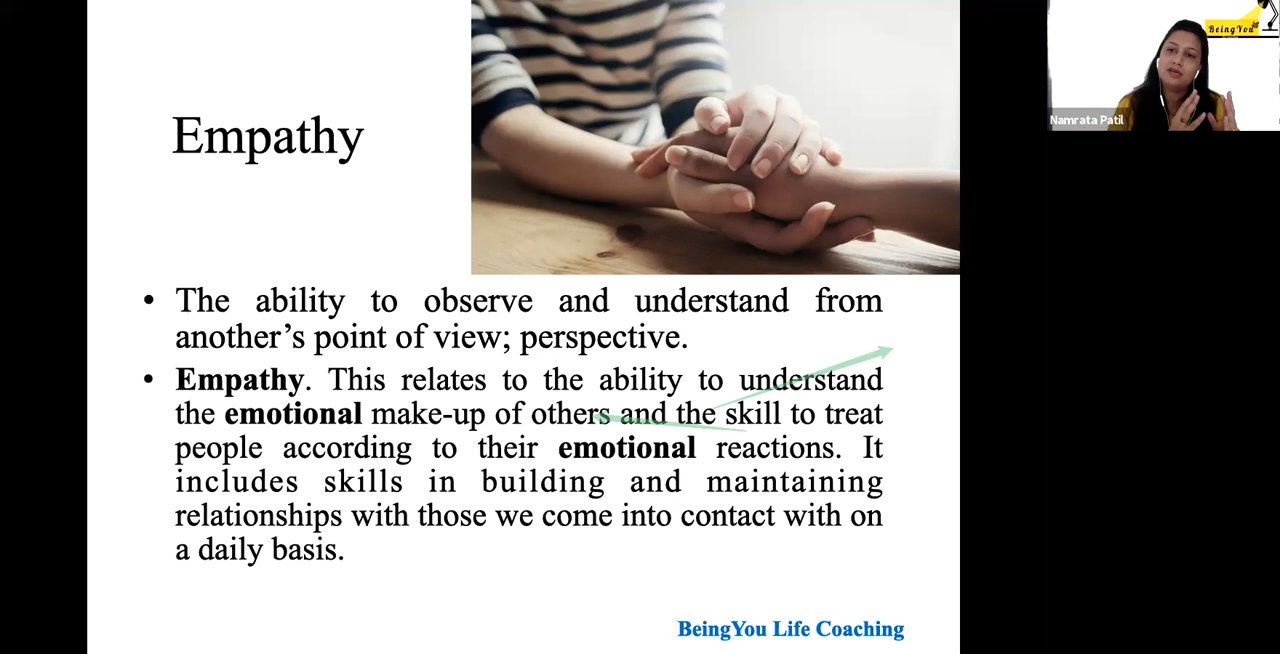 BeingYou
Namrata Patil
Empathy
• The ability to observe and understand from
another’s point of view; perspective.
• Empathy. This relates to the ability to understand
the emotional make-up of others and the skill to treat
people according to their emotional reactions. It
includes skills in building and maintaining
relationships with those we come into contact with on
a daily basis.
BeingYou Life Coaching